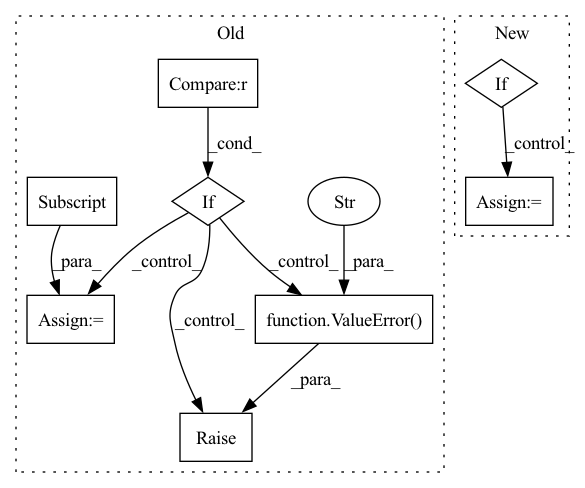 Old
New
Compare:r
If
_cond_
_control_
Subscript
If
Str
Assign:=
_para_
_control_
_control_
_para_
Assign:=
_control_
function.ValueError()
_para_
Raise